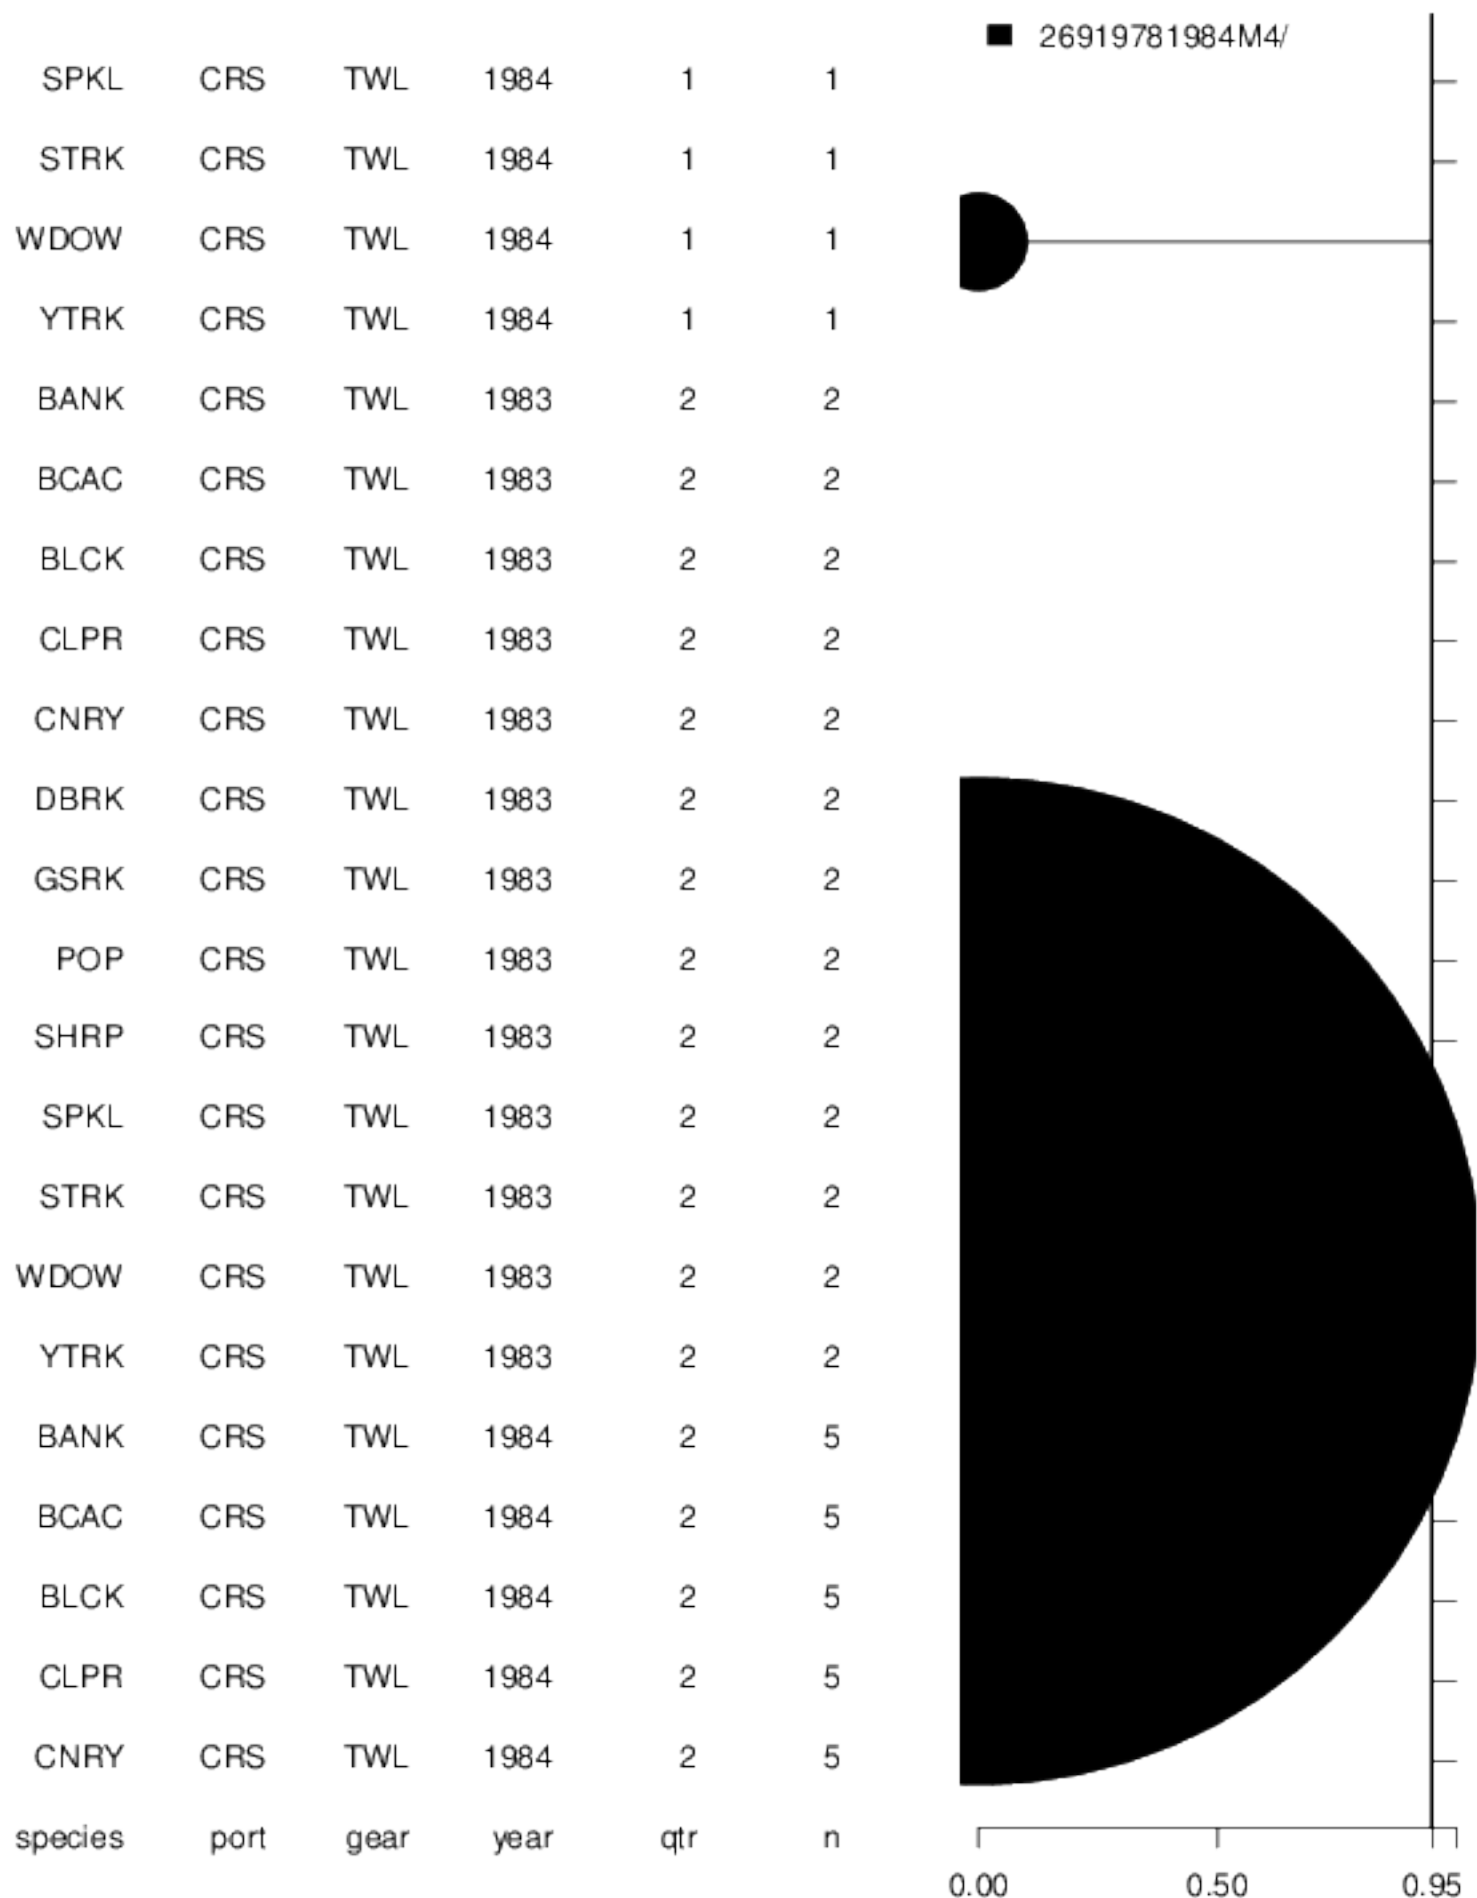 26919781984M4/
SPKL CRS TWL 1984 1 1
STRK CRS TWL 1984 1 1
WDOW CRS TWL 1984 1 1
YTRK CRS TWL 1984 1 1
BANK CRS TWL 1983 2 2
BCAC CRS TWL 1983 2 2
BLCK CRS TWL 1983 2 2
CLPR CRS TWL 1983 2 2
CNRY CRS TWL 1983 2 2
DBRK CRS TWL 1983 2 2
GSRK CRS TWL 1983 2 2
POP CRS TWL 1983 2 2
SHRP CRS TWL 1983 2 2
SPKL CRS TWL 1983 2 2
STRK CRS TWL 1983 2 2
WDOW CRS TWL 1983 2 2
YTRK CRS TWL 1983 2 2
BANK CRS TWL 1984 2 5
BCAC CRS TWL 1984 2 5
BLCK CRS TWL 1984 2 5
CLPR CRS TWL 1984 2 5
CNRY CRS TWL 1984 2 5
species port gear year qtr n
0.00 0.50 0.95